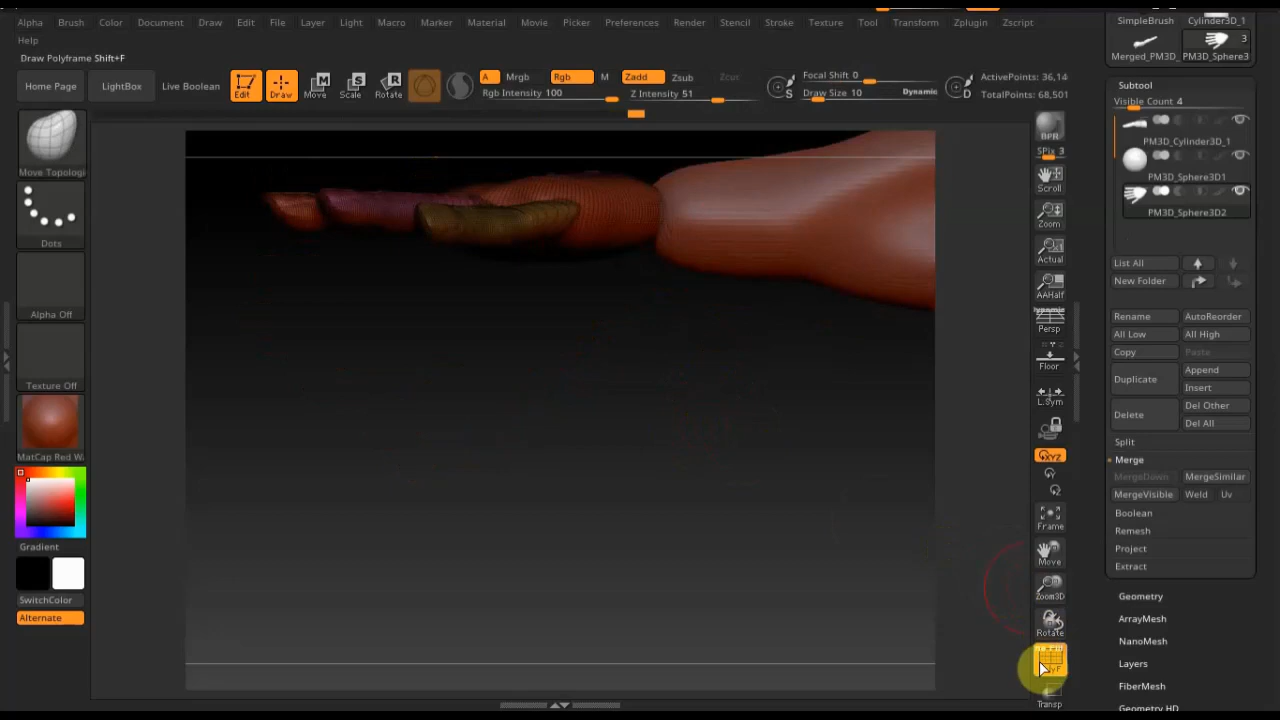 Alpha Brush Color Document Draw Edit File Layer Light Macro Marker Material Movie Picker Preferences Render Stencil Stroke Texture Tool Transform Zplugin Zscript
Help
Draw Polyframe Shift+F
Home Page
LightBox
Live Boolean
Edit
Draw
Move
Scale
Rotate
A
Mrgb
Rgb
M
Rgb Intensity 100
Zadd
Zsub
Zcut
Z Intensity 51
S
Focal Shift 0
Draw Size 10
Dynamic
D
ActivePoints: 36,14
TotalPoints: 68,501
Move Topologi
Dots
Alpha Off
Texture Off
MatCap Red Wa
Gradient
SwitchColor
Alternate
BPR
SPix 3
Scroll
Zoom
Actual
AAHalf
Dynamic
Persp
Floor
L.Sym
XYZ
Y
Z
Frame
Move
Zoom3D
Rotate
Transp
SimpleBrush
Cylinder3D_1
3
Merged_PM3D_
PM3D_Sphere3
Subtool
Visible Count 4
PM3D_Cylinder3D_1
PM3D_Sphere3D1
PM3D_Sphere3D2
List All
New Folder
Rename
AutoReorder
All Low
All High
Copy
Paste
Duplicate
Append
Insert
Delete
Del Other
Del All
Split
Merge
MergeDown
MergeSimilar
MergeVisible
Weld
Uv
Boolean
Remesh
Project
Extract
Geometry
ArrayMesh
NanoMesh
Layers
FiberMesh
Geometry HD